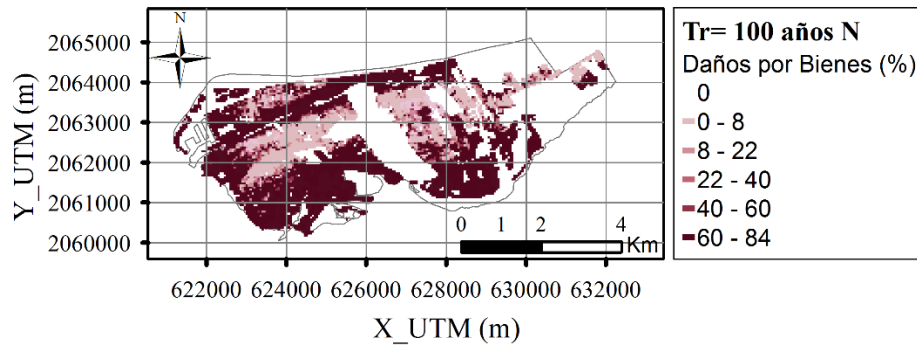 N
Y_UTM (m)
2065000
2064000
2063000
2062000
2061000
2060000
0 1 2 4
Km
622000 624000 626000 628000 630000 632000
X_UTM (m)
Tr= 100 años N
Daños por Bienes (%)
0
0 - 8
8 - 22
22 - 40
40 - 60
60 - 84